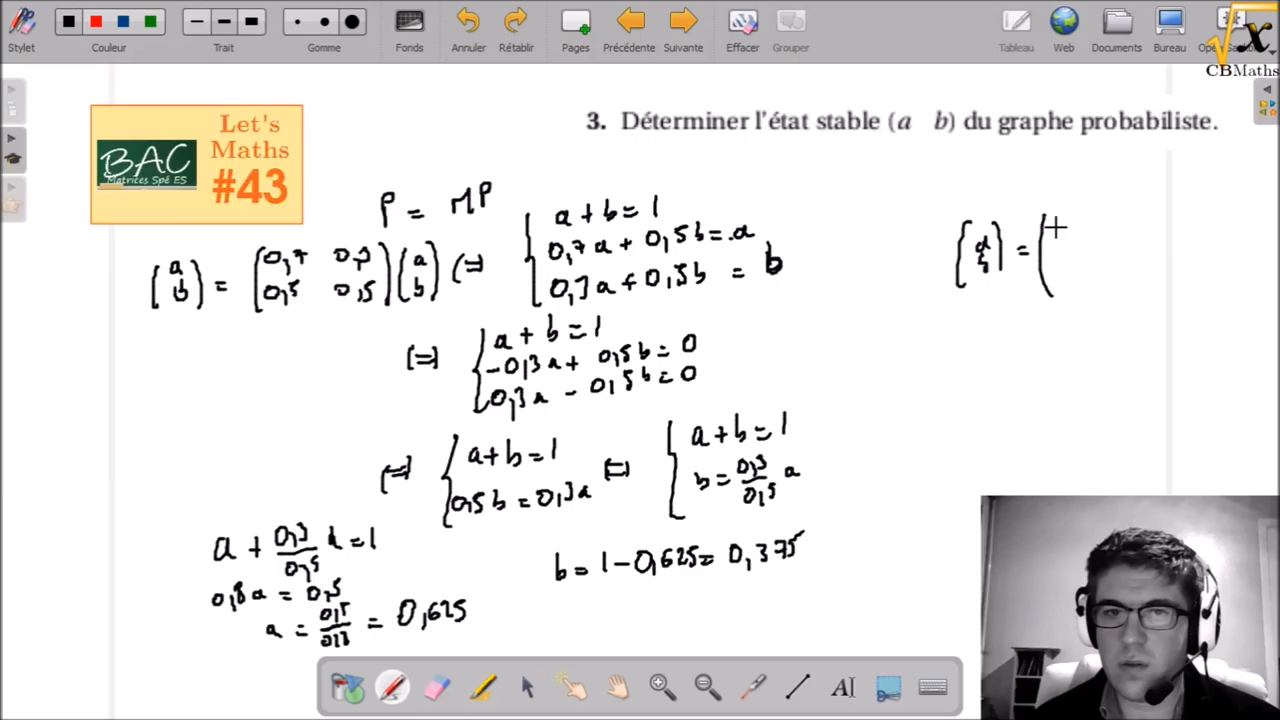 Stylet Couleur Trait Gomme Fonds Annuler Rétablir Pages Précédente Suivante Effacer Grouper Tableau Web Documents Bureau
√x
CBMaths
Let's
Maths
#43
BAC
Matrices Spé ES
3. Déterminer l'état stable (a b) du graphe probabiliste.
P = MP
(a b) = (0,7 0,3 0,5 0,5)(a b) (=) { a + b = 1
0,7a + 0,5b = a
0,3a + 0,5b = b
(a b) = (
(=) { a + b = 1
-0,3a + 0,5b = 0
0,3a - 0,5b = 0
(=) { a + b = 1
0,5b = 0,3a
(=) { a + b = 1
b = 0,3/0,5 a
a + 0,3/0,5 a = 1
0,8a = 0,5
a = 0,5/0,8 = 0,625
b = 1 - 0,625 = 0,375